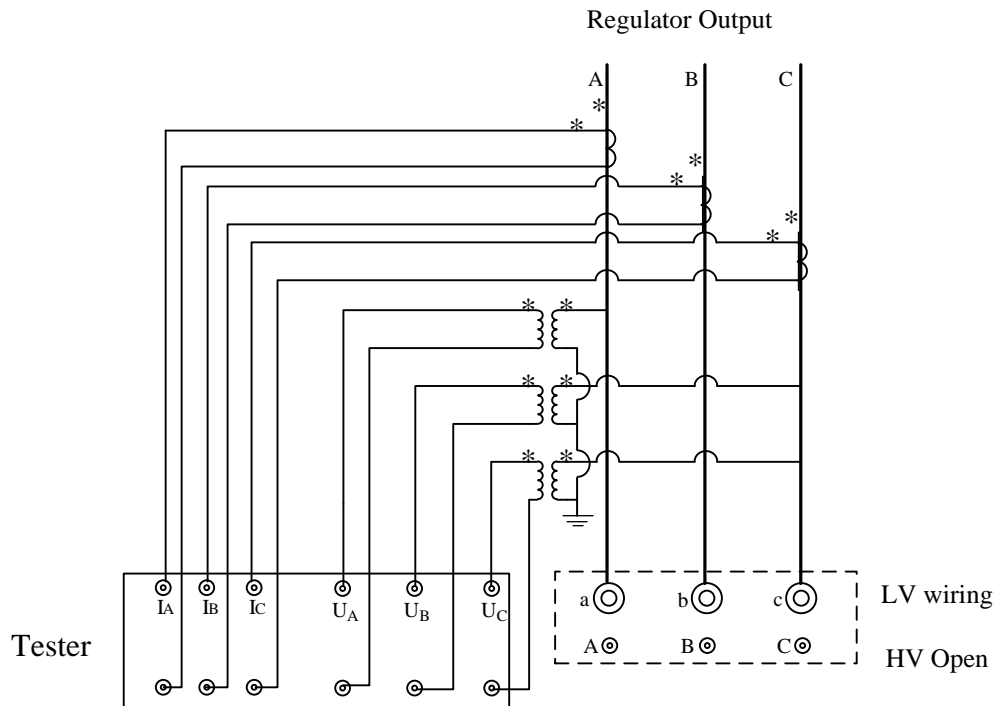 Regulator Output
A B C
* *
* *
* *
* *
* *
* *
IA IB IC UA UB UC
a b c
LV wiring
Tester
A B C
HV Open